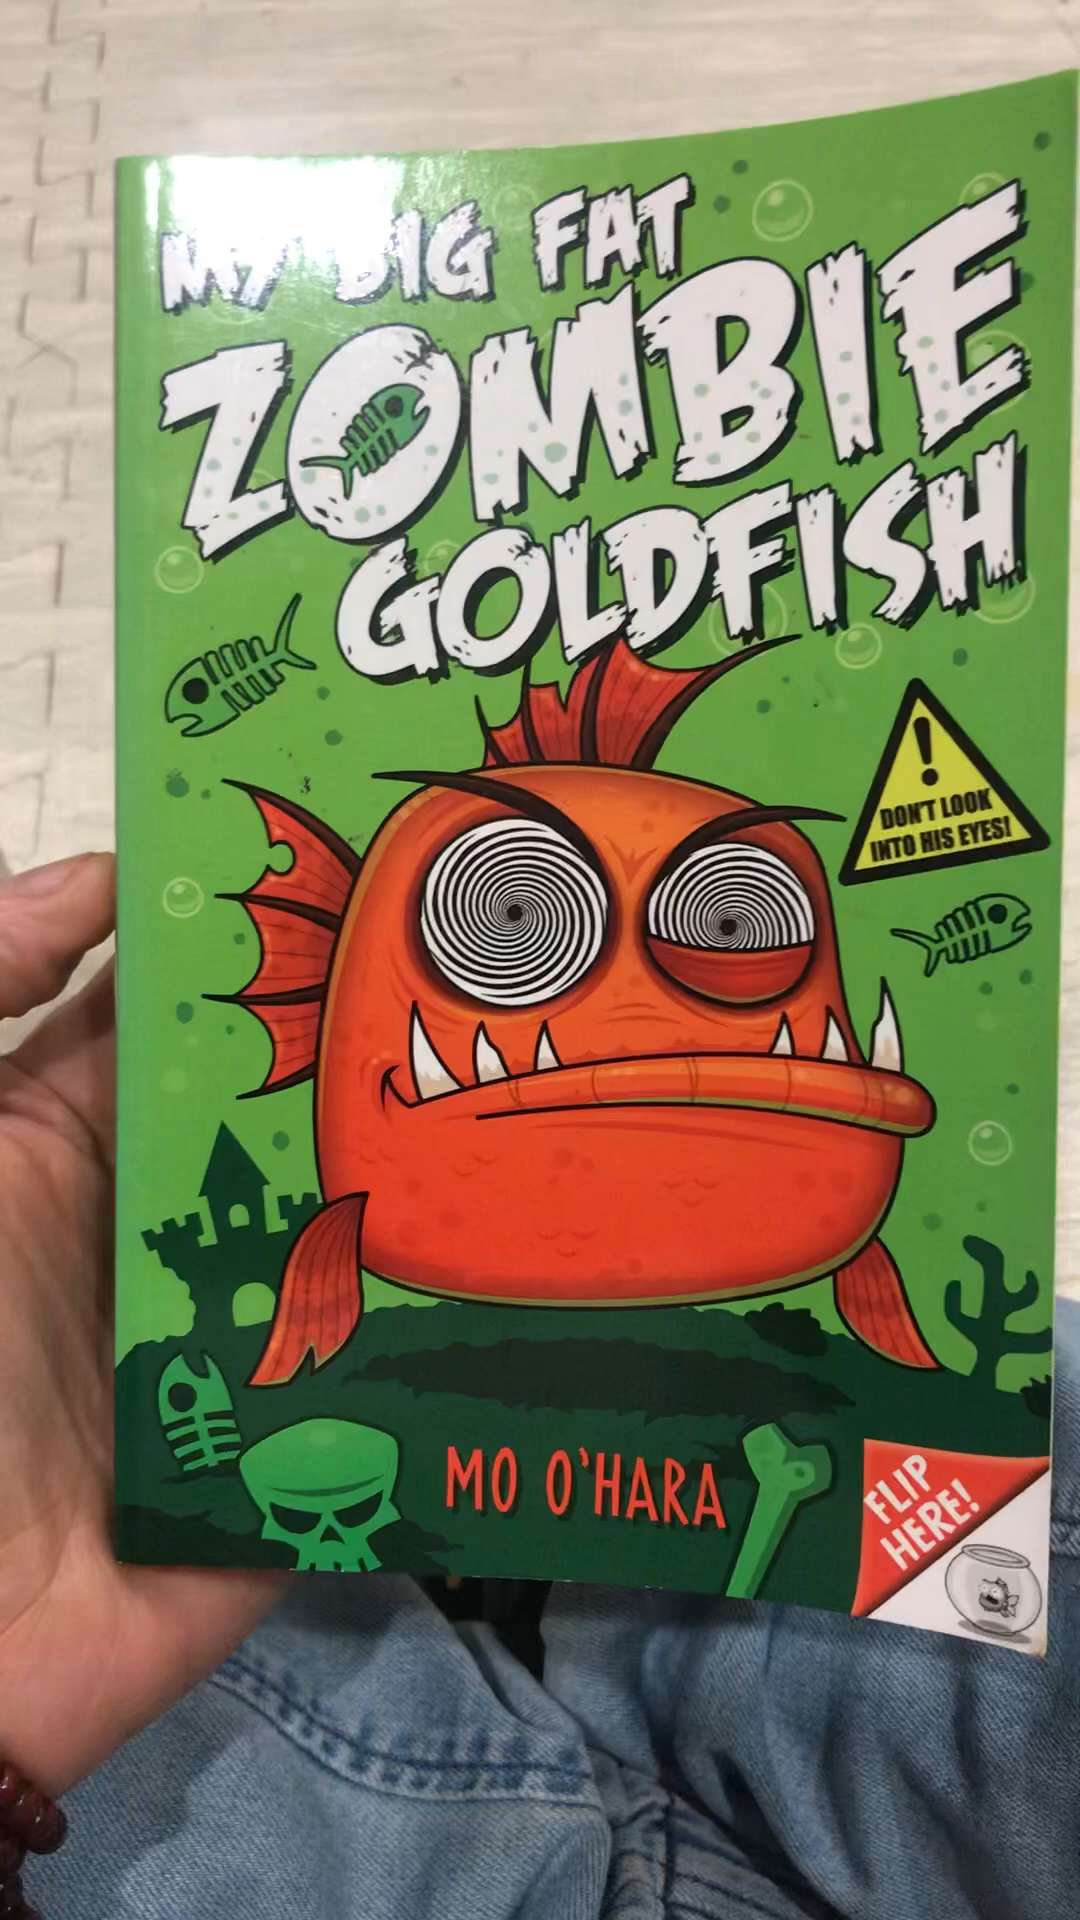 MY BIG FAT
ZOMBIE
GOLDFISH
!
DON'T LOOK
INTO HIS EYES!
MO O'HARA
FLIP
HERE!